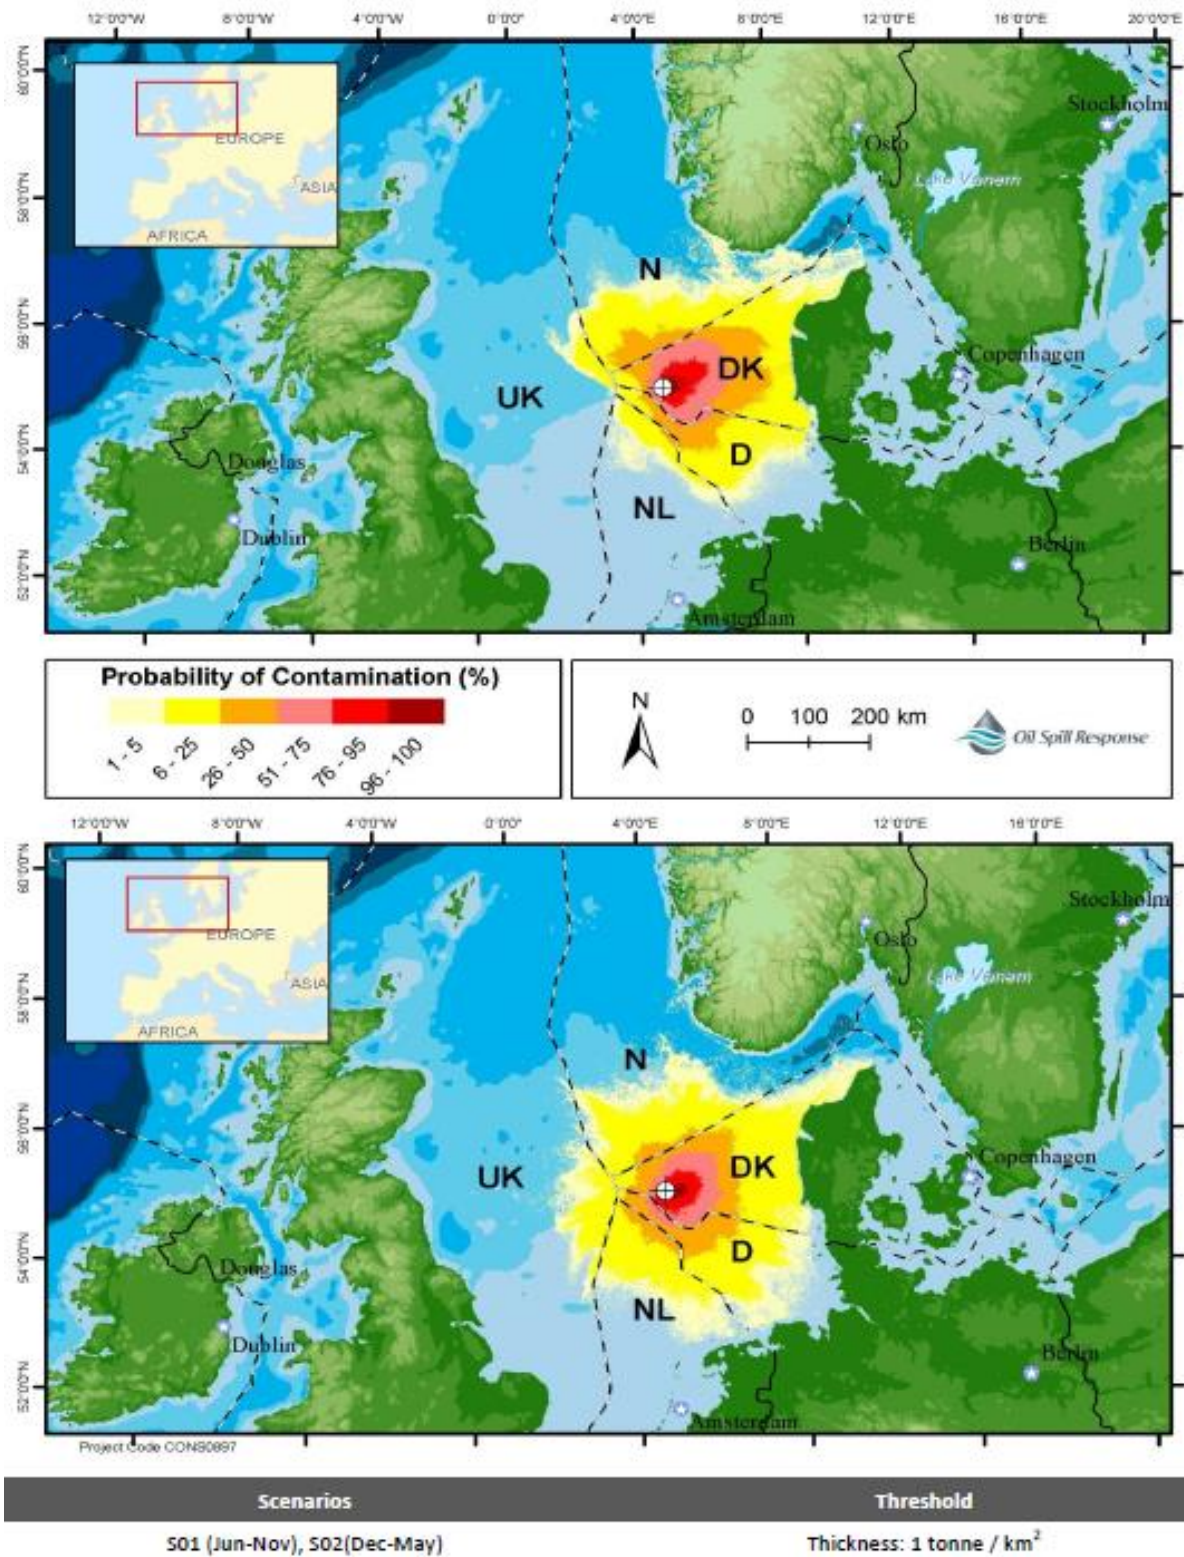 12°0'0"W 8°0'0"W 4°0'0"W 0°0'0" 4°0'0"E 8°0'0"E 12°0'0"E 16°0'0"E 20°0'0"E
60°0'0"N
58°0'0"N
56°0'0"N
54°0'0"N
52°0'0"N
EUROPE
ASIA
AFRICA
Stockholm
Oslo
Lake Vanern
N
DK
Copenhagen
UK
D
Douglas
NL
Dublin
Berlin
Amsterdam
Probability of Contamination (%)
1 - 5
6 - 25
26 - 50
51 - 75
76 - 95
96 - 100
N
0 100 200 km
Oil Spill Response
12°0'0"W 8°0'0"W 4°0'0"W 0°0'0" 4°0'0"E 8°0'0"E 12°0'0"E 16°0'0"E
60°0'0"N
58°0'0"N
56°0'0"N
54°0'0"N
52°0'0"N
EUROPE
ASIA
AFRICA
Stockholm
Oslo
Lake Vanern
N
DK
Copenhagen
UK
D
Douglas
NL
Dublin
Berlin
Amsterdam
Project Code CONS0897
Scenarios Threshold
S01 (Jun-Nov), S02(Dec-May) Thickness: 1 tonne / km²